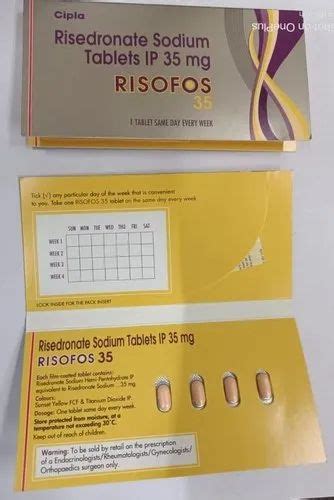 Cipla
Shot on OnePlus
Risedronate Sodium
Tablets IP 35 mg
RISOFOS
35
1 TABLET SAME DAY EVERY WEEK
Tick (√) any particular day of the week that is convenient
to you. Take one RISOFOS 35 tablet on the same day every week
SUN MON TUE WED THU FRI SAT
WEEK 1
WEEK 2
WEEK 3
WEEK 4
LOOK INSIDE FOR THE PACK INSERT
Risedronate Sodium Tablets IP 35 mg
RISOFOS 35
Each film-coated tablet contains:
Risedronate Sodium Hemi-Pentahydrate IP
equivalent to Risedronate Sodium ...35 mg
Colours:
Sunset Yellow FCF & Titanium Dioxide IP.
Dosage: One tablet same day every week.
Store protected from moisture, at a
temperature not exceeding 30°C.
Keep out of reach of children.
Warning: To be sold by retail on the prescription
of a Endocrinologists/Rheumatologists/Gynecologists/
Orthopaedics surgeon only.